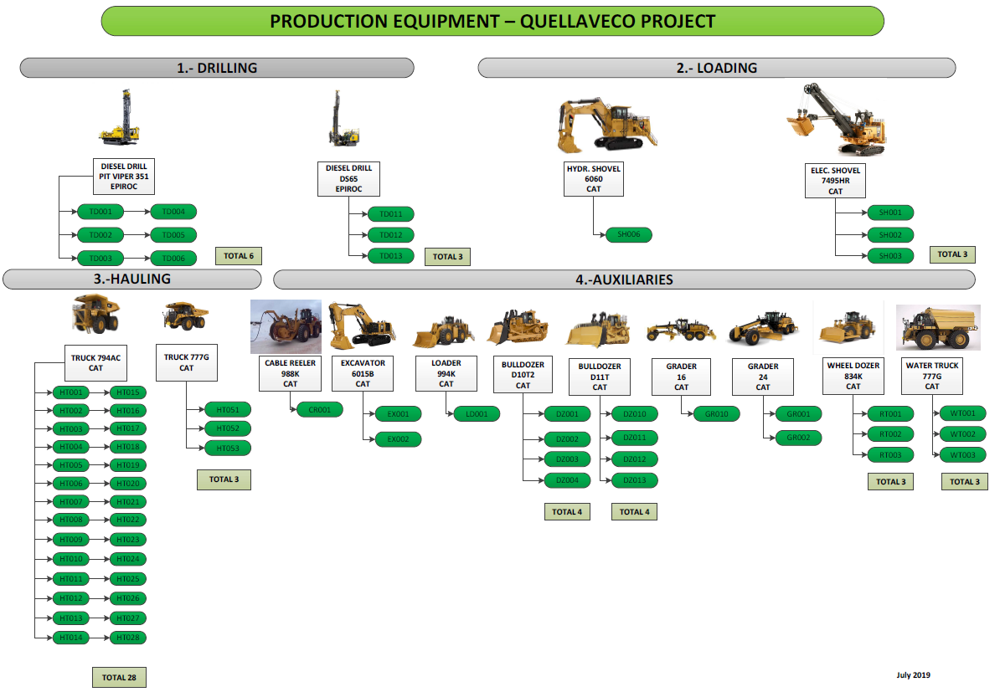 PRODUCTION EQUIPMENT – QUELLAVECO PROJECT
1.- DRILLING
DIESEL DRILL
PIT VIPER 351
EPIROC
TD001
TD004
TD002
TD005
TD003
TD006
TOTAL 6
DIESEL DRILL
DS65
EPIROC
TD011
TD012
TD013
TOTAL 3
2.- LOADING
HYDR. SHOVEL
6060
CAT
SH006
ELEC. SHOVEL
7495HR
CAT
SH001
SH002
SH003
TOTAL 3
3.-HAULING
TRUCK 794AC
CAT
HT001
HT015
HT002
HT016
HT003
HT017
HT004
HT018
HT005
HT019
HT006
HT020
HT007
HT021
HT008
HT022
HT009
HT023
HT010
HT024
HT011
HT025
HT012
HT026
HT013
HT027
HT014
HT028
TOTAL 28
TRUCK 777G
CAT
HT051
HT052
HT053
TOTAL 3
4.-AUXILIARIES
CABLE REELER
988K
CAT
CR001
EXCAVATOR
6015B
CAT
EX001
EX002
LOADER
994K
CAT
LD001
BULLDOZER
D10T2
CAT
DZ001
DZ002
DZ003
DZ004
TOTAL 4
BULLDOZER
D11T
CAT
DZ010
DZ011
DZ012
DZ013
TOTAL 4
GRADER
16
CAT
GR010
GRADER
24
CAT
GR001
GR002
WHEEL DOZER
834K
CAT
RT001
RT002
RT003
TOTAL 3
WATER TRUCK
777G
CAT
WT001
WT002
WT003
TOTAL 3
July 2019